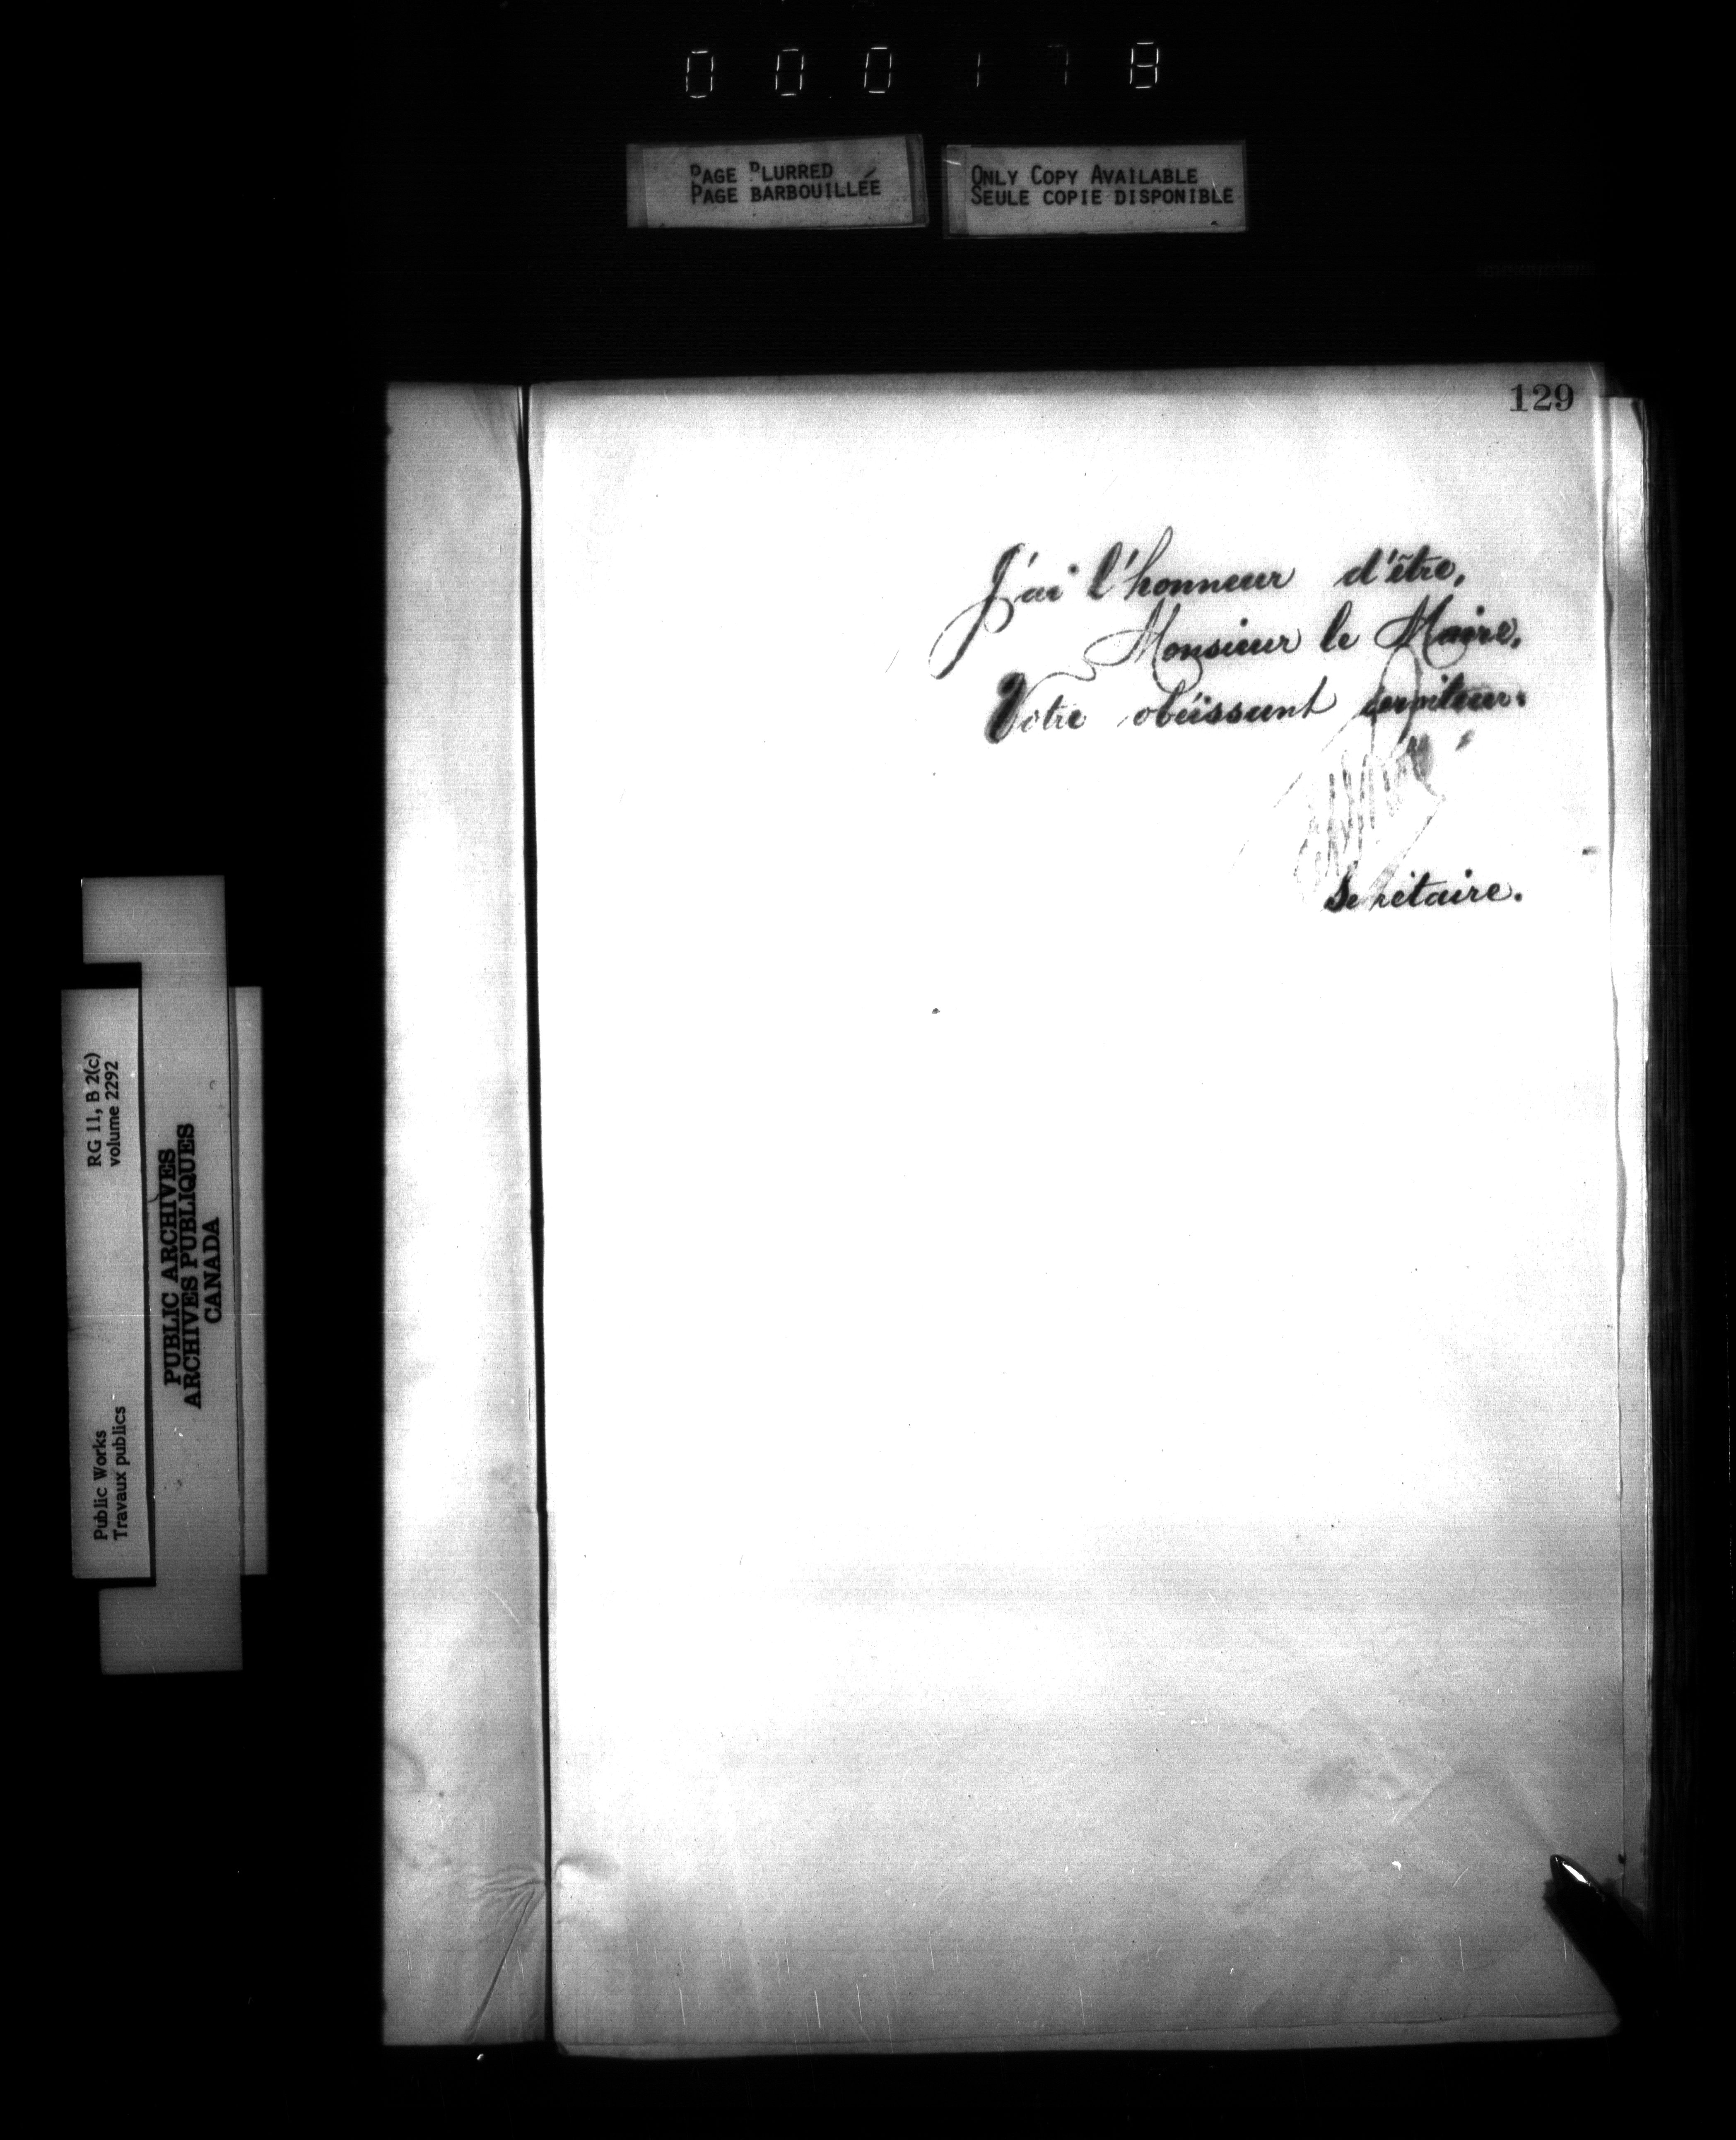 000178
PAGE BLURRED
PAGE BARBOUILLÉE
ONLY COPY AVAILABLE
SEULE COPIE DISPONIBLE
129
J'ai l'honneur d'être,
Monsieur le Maire,
Votre obéissant serviteur.
Secrétaire.
RG 11, B 2(c)
volume 2292
Public Works
Travaux publics
PUBLIC ARCHIVES
ARCHIVES PUBLIQUES
CANADA